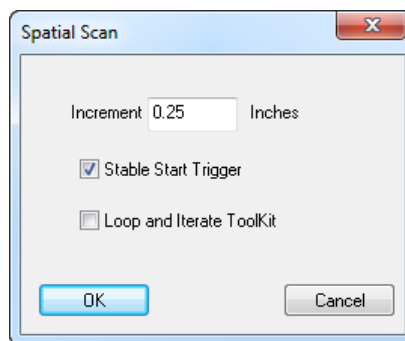 Spatial Scan
Increment 0.25 Inches
Stable Start Trigger
Loop and Iterate ToolKit
OK Cancel